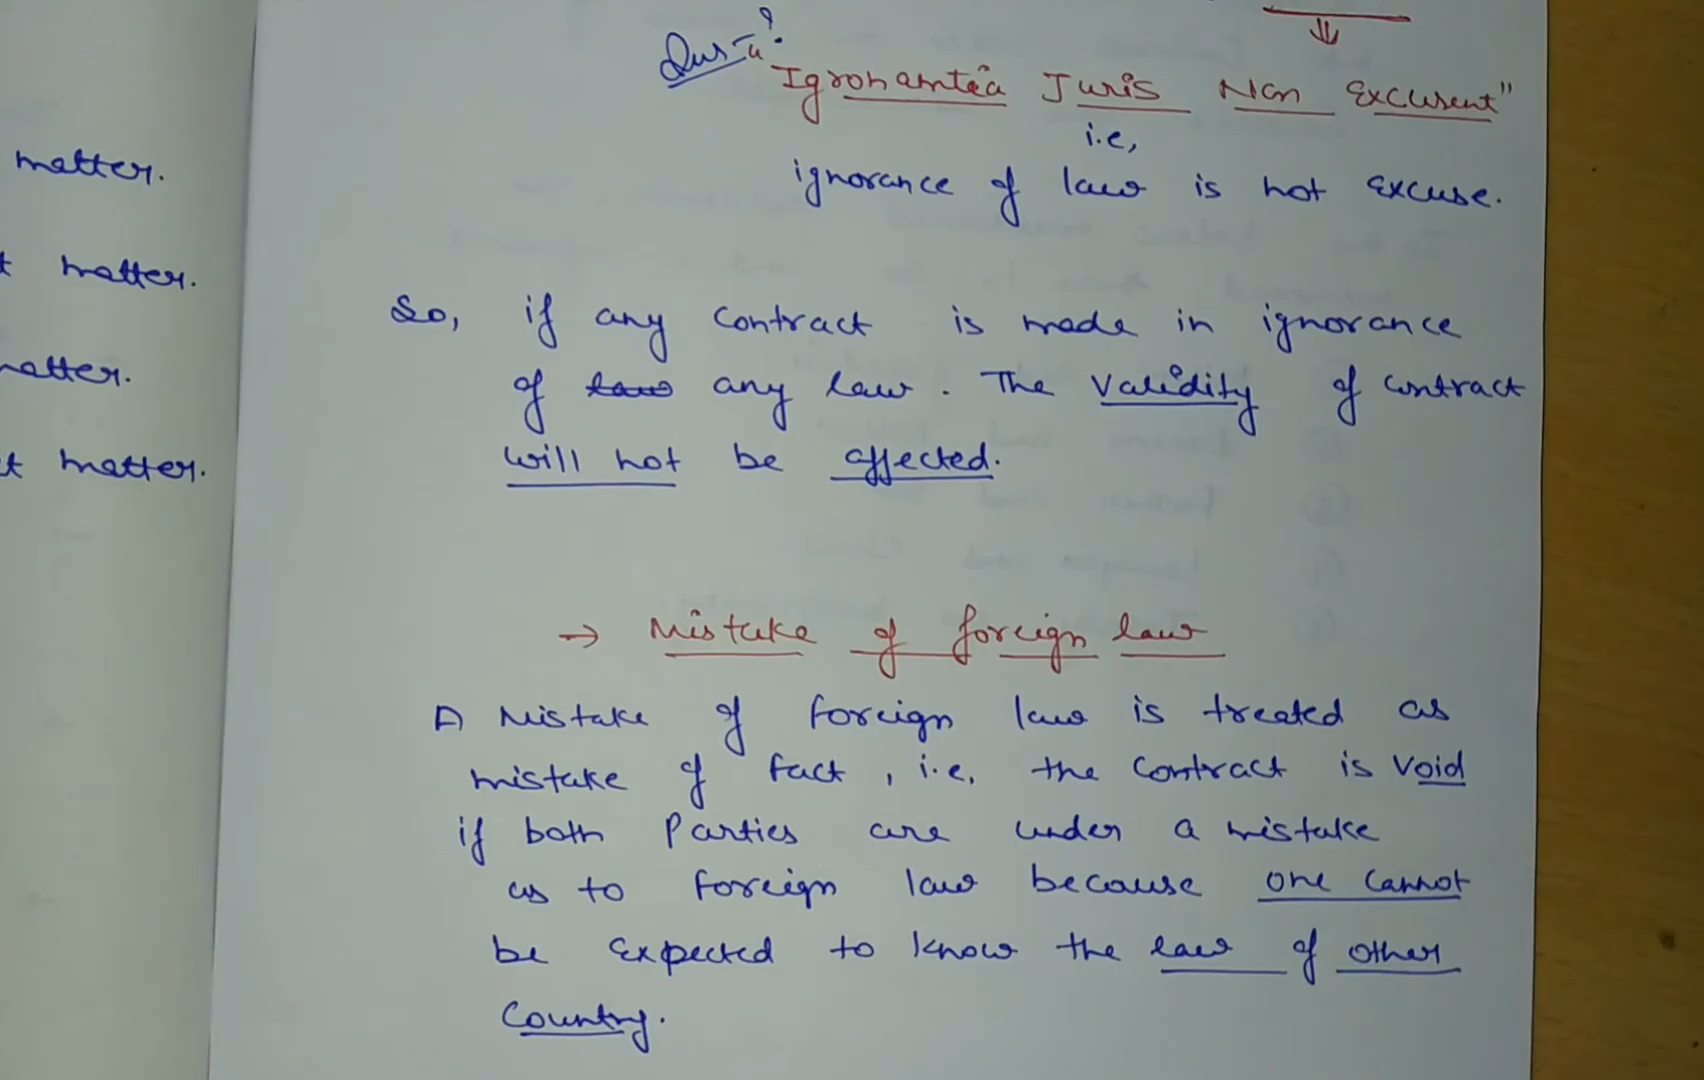 Qus - ?
"Igronamtia Juris Non Excusent"
i.e,
ignorance of law is not excuse.
matter.
t matter.
matter.
t matter.
So, if any contract is made in ignorance
of law any law. The Validity of contract
will not be affected.
→ Mistake of foreign law
A Mistake of foreign law is treated as
mistake of fact, i.e, the contract is void
if both Parties are under a mistake
as to foreign law because one cannot
be expected to know the law of other
Country.